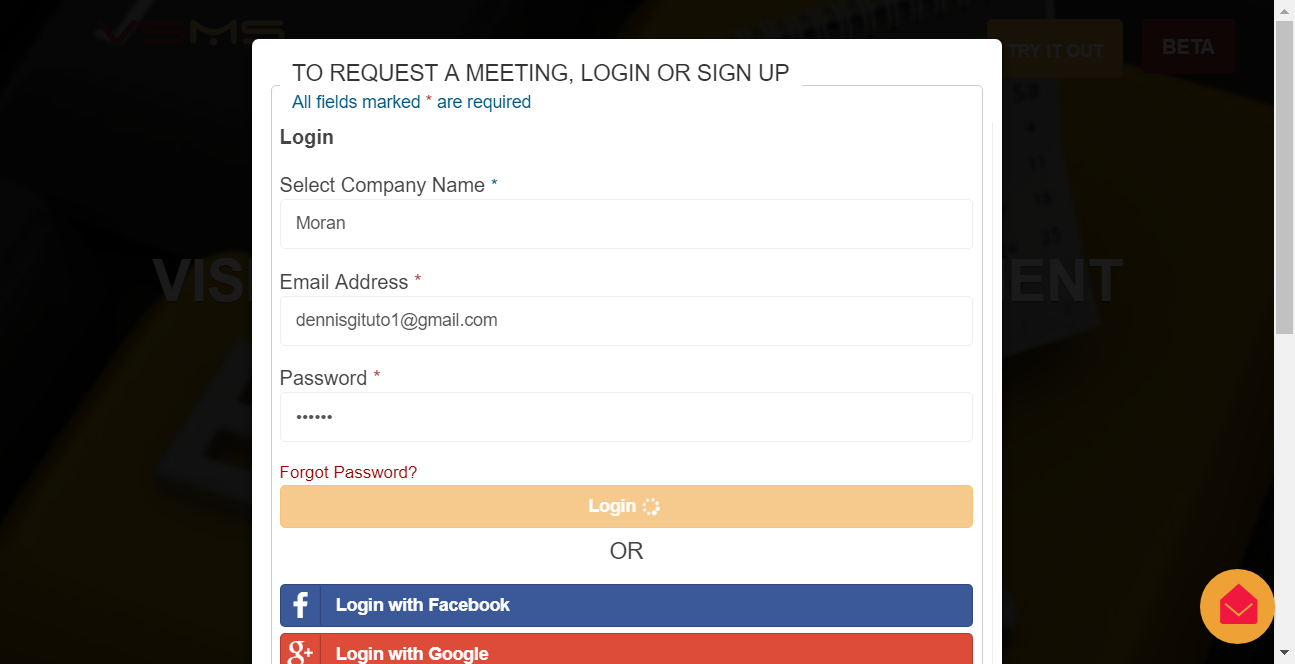 VSMS
TRY IT OUT
BETA
TO REQUEST A MEETING, LOGIN OR SIGN UP
All fields marked * are required
Login
Select Company Name *
Moran
Email Address *
dennisgituto1@gmail.com
Password *
••••••
Forgot Password?
Login
OR
f
Login with Facebook
g+
Login with Google